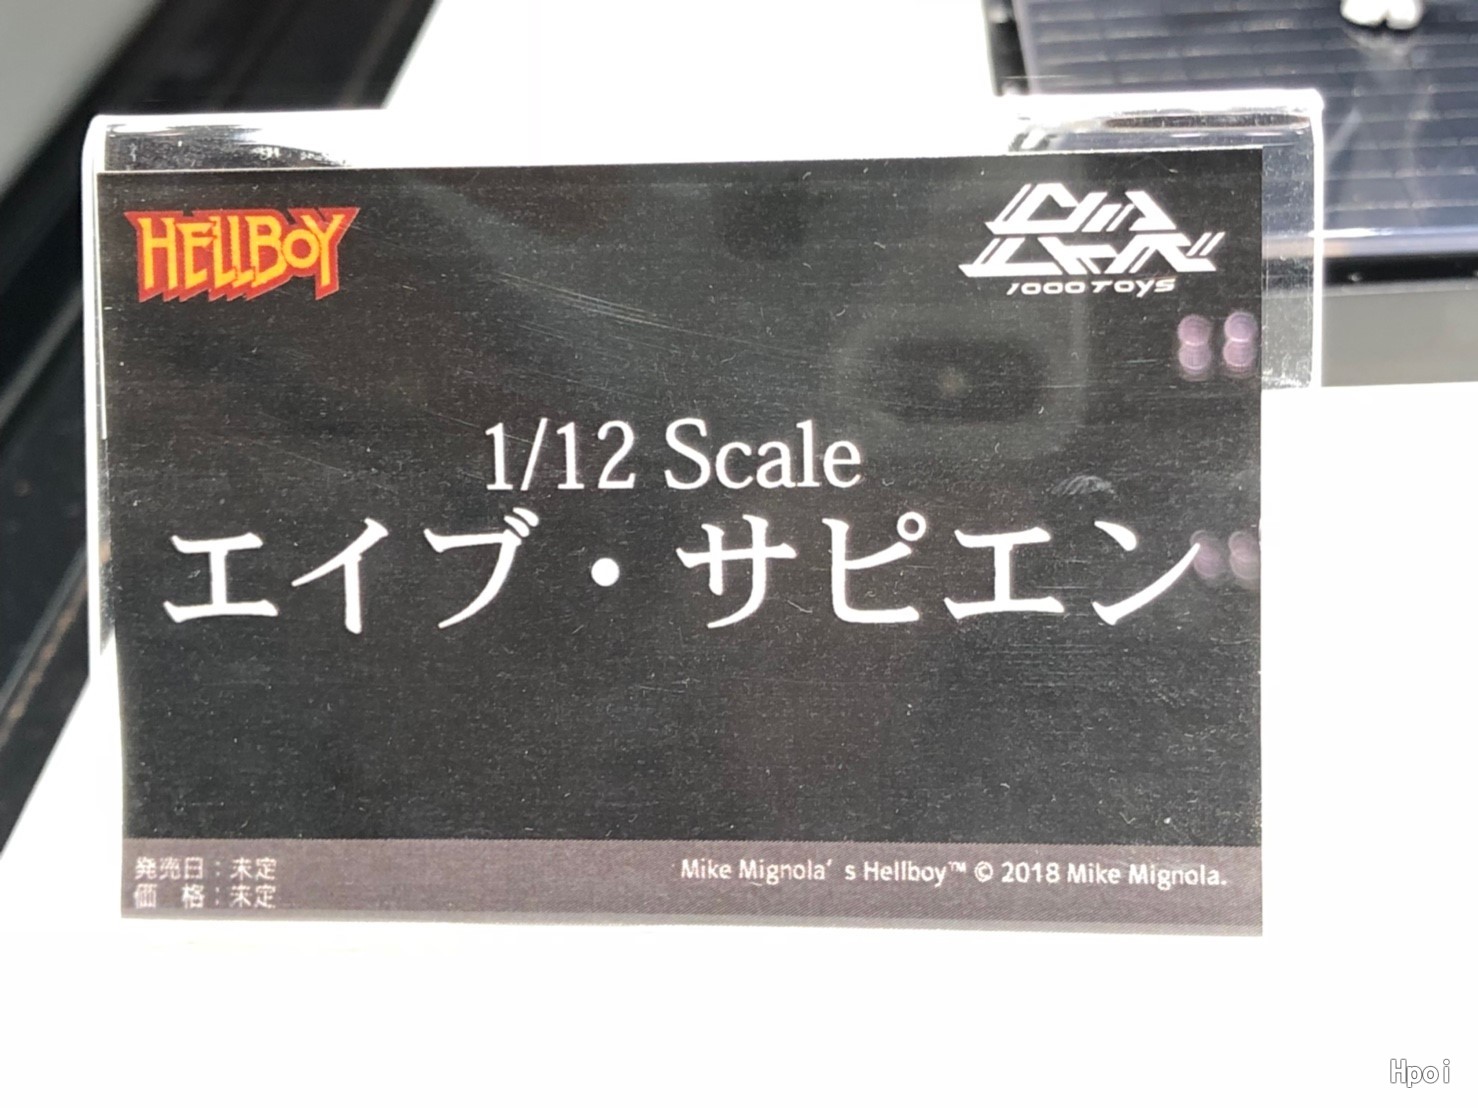 HELLBOY
1000TOYS
1/12 Scale
エイブ・サピエン
発売日：未定
価　格：未定
Mike Mignola’s Hellboy™ © 2018 Mike Mignola.
Hpoi